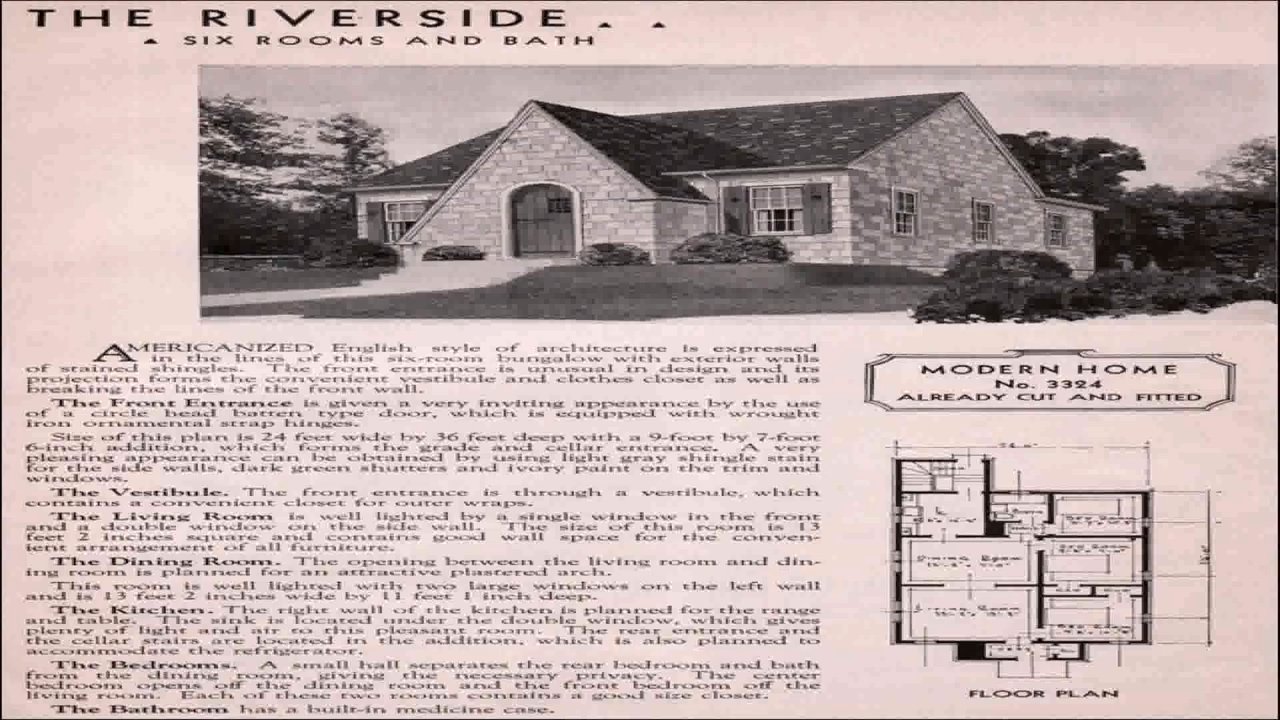 THE RIVERSIDE
SIX ROOMS AND BATH
AMERICANIZED English style of architecture is expressed
in the lines of this six-room bungalow with exterior walls
of stained shingles. The front entrance is unusual in design and its
projection forms the convenient vestibule and clothes closet as well as
breaking the lines of the front wall.
The Front Entrance is given a very inviting appearance by the use
of a circle head batten type door, which is equipped with wrought
iron ornamental strap hinges.
Size of this plan is 24 feet wide by 36 feet deep with a 9-foot by 7-foot
6-inch addition, which forms the grade and cellar entrance. A very
pleasing appearance can be obtained by using light gray shingle stain
for the side walls, dark green shutters and ivory paint on the trim and
windows.
The Vestibule. The front entrance is through a vestibule, which
contains a convenient closet for outer wraps.
The Living Room is well lighted by a single window in the front
and a double window on the side wall. The size of this room is 13
feet 2 inches square and contains good wall space for the conven-
ient arrangement of all furniture.
The Dining Room. The opening between the living room and din-
ing room is planned for an attractive plastered arch.
This room is well lighted with two large windows on the left wall
and is 13 feet 2 inches wide by 11 feet 1 inch deep.
The Kitchen. The right wall of the kitchen is planned for the range
and table. The sink is located under the double window, which gives
plenty of light and air to this pleasant room. The rear entrance and
the cellar stairs are located in the addition, which is also planned to
accommodate the refrigerator.
The Bedrooms. A small hall separates the rear bedroom and bath
from the dining room, giving the necessary privacy. The center
bedroom opens off the dining room and the front bedroom off the
living room. Each of these two rooms contains a good size closet.
The Bathroom has a built-in medicine case.
MODERN HOME
No. 3324
ALREADY CUT AND FITTED
Dining Room
Living Room
FLOOR PLAN